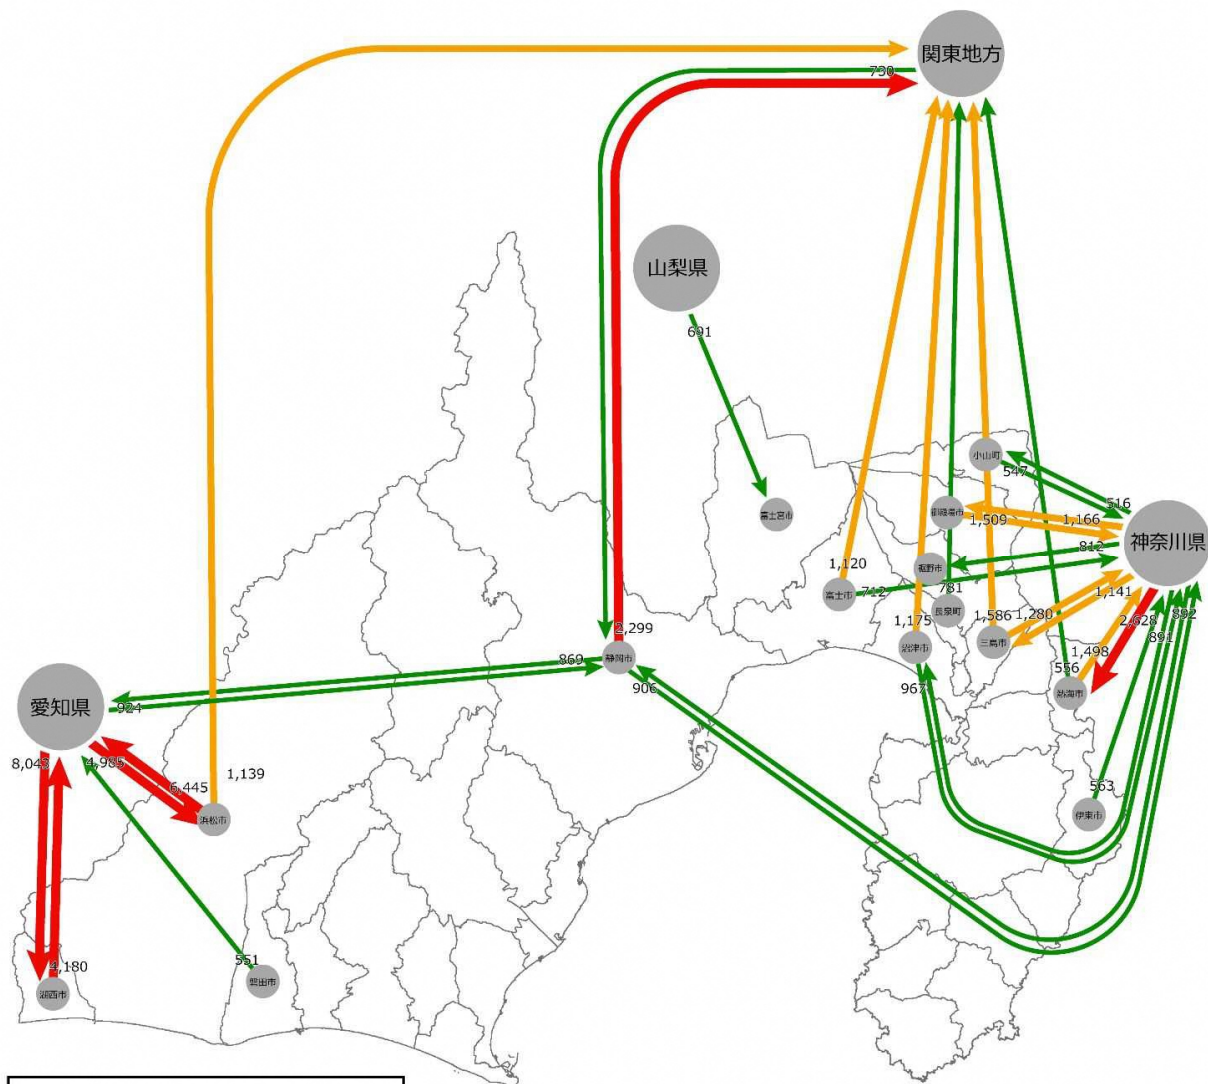 関東地方
730
山梨県
691
小山町
547
516
富士宮市
御殿場市
1,509
1,166
神奈川県
812
1,120
裾野市
富士市
712
781
長泉町
1,141
1,175
1,586
1,280
2,628
891
892
2,299
沼津市
三島市
1,498
静岡市
869
906
967
556
熱海市
愛知県
924
8,043
4,985
6,445
1,139
浜松市
563
伊東市
551
4,180
磐田市
湖西市